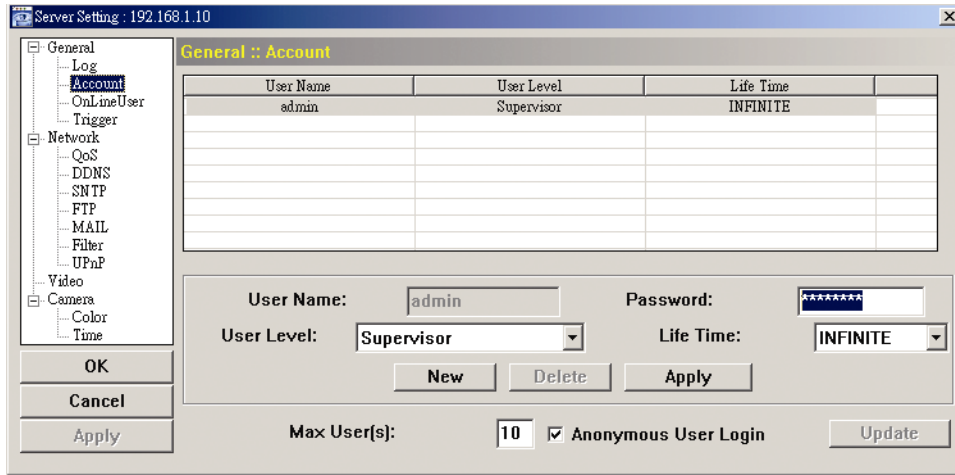 Server Setting : 192.168.1.10
General
Log
Account
OnLineUser
Trigger
Network
QoS
DDNS
SNTP
FTP
MAIL
Filter
UPnP
Video
Camera
Color
Time
OK
Cancel
Apply
General :: Account
User Name User Level Life Time
admin Supervisor INFINITE
User Name: admin Password: ********
User Level: Supervisor Life Time: INFINITE
New Delete Apply
Max User(s): 10 Anonymous User Login Update